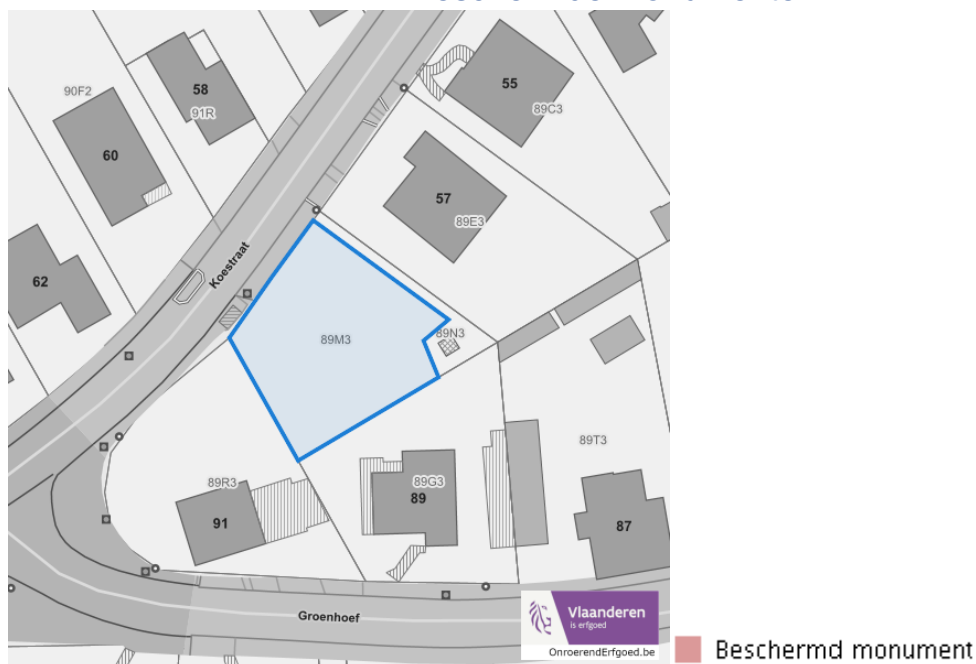 90F2
58
91R
55
89C3
60
57
89E3
62
Koestraat
89M3
89N3
89T3
89R3
89G3
89
91
87
Groenhoef
Vlaanderen
is erfgoed
OnroerendErfgoed.be
Beschermd monument